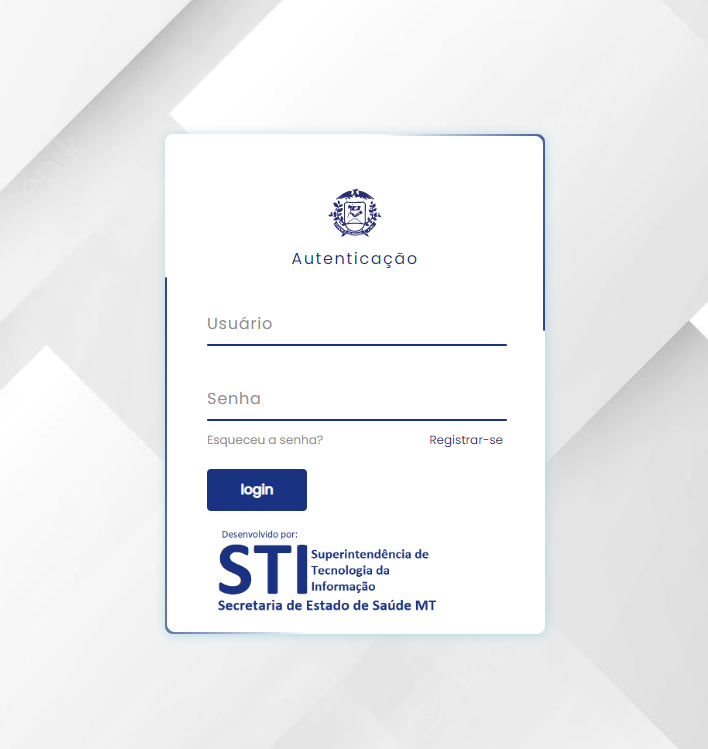 Autenticação
Usuário
Senha
Esqueceu a senha? Registrar-se
login
Desenvolvido por:
STI Superintendência de
Tecnologia da
Informação
Secretaria de Estado de Saúde MT